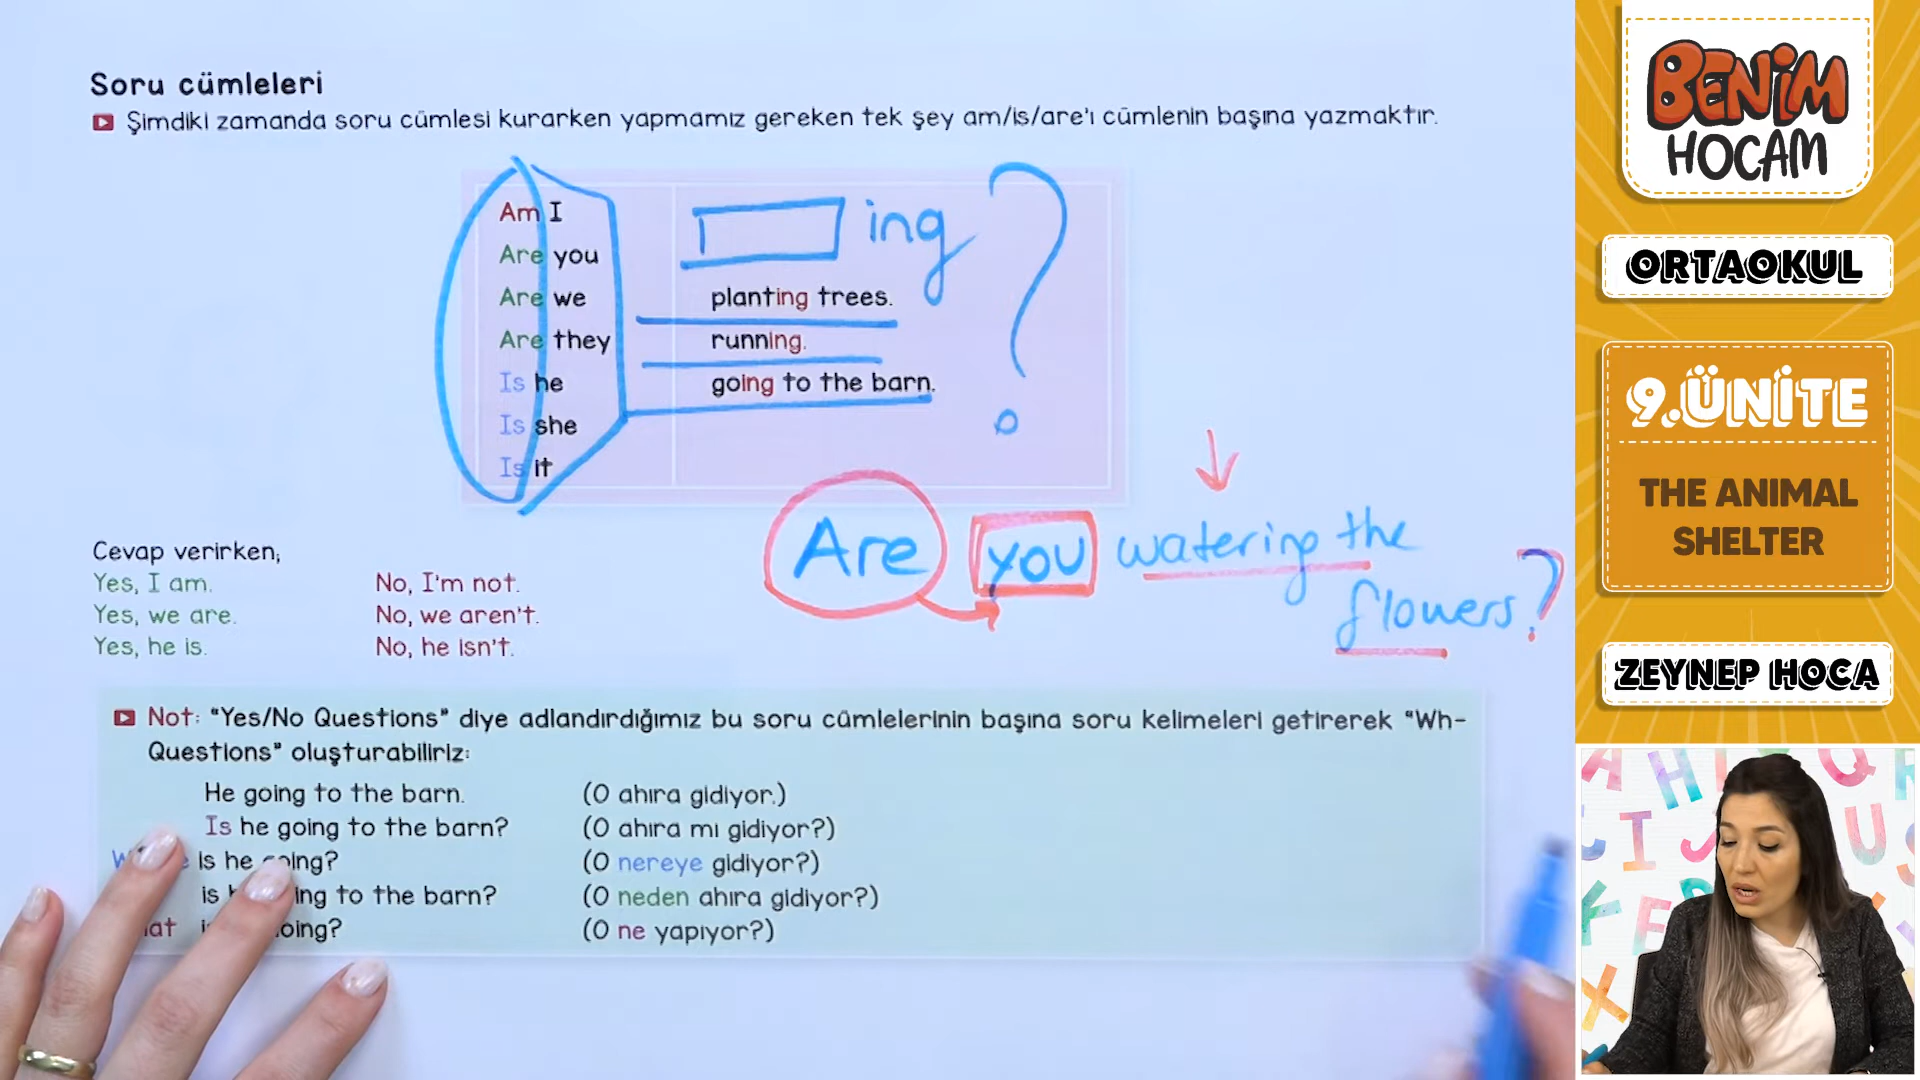 Soru cümleleri
Şimdiki zamanda soru cümlesi kurarken yapmamız gereken tek şey am/is/are'ı cümlenin başına yazmaktır.
Am I
Are you
Are we
Are they
Is he
Is she
Is it
ing
planting trees.
running.
going to the barn.
?
Are you watering the
flowers?
Cevap verirken;
Yes, I am. No, I'm not.
Yes, we are. No, we aren't.
Yes, he is. No, he isn't.
Not: "Yes/No Questions" diye adlandırdığımız bu soru cümlelerinin başına soru kelimeleri getirerek "Wh-
Questions" oluşturabiliriz:
He going to the barn. (O ahıra gidiyor.)
Is he going to the barn? (O ahıra mı gidiyor?)
is he going? (O nereye gidiyor?)
is to the barn? (O neden ahıra gidiyor?)
(O ne yapıyor?)
BENİM
HOCAM
ORTAOKUL
9.ÜNİTE
THE ANIMAL
SHELTER
ZEYNEP HOCA